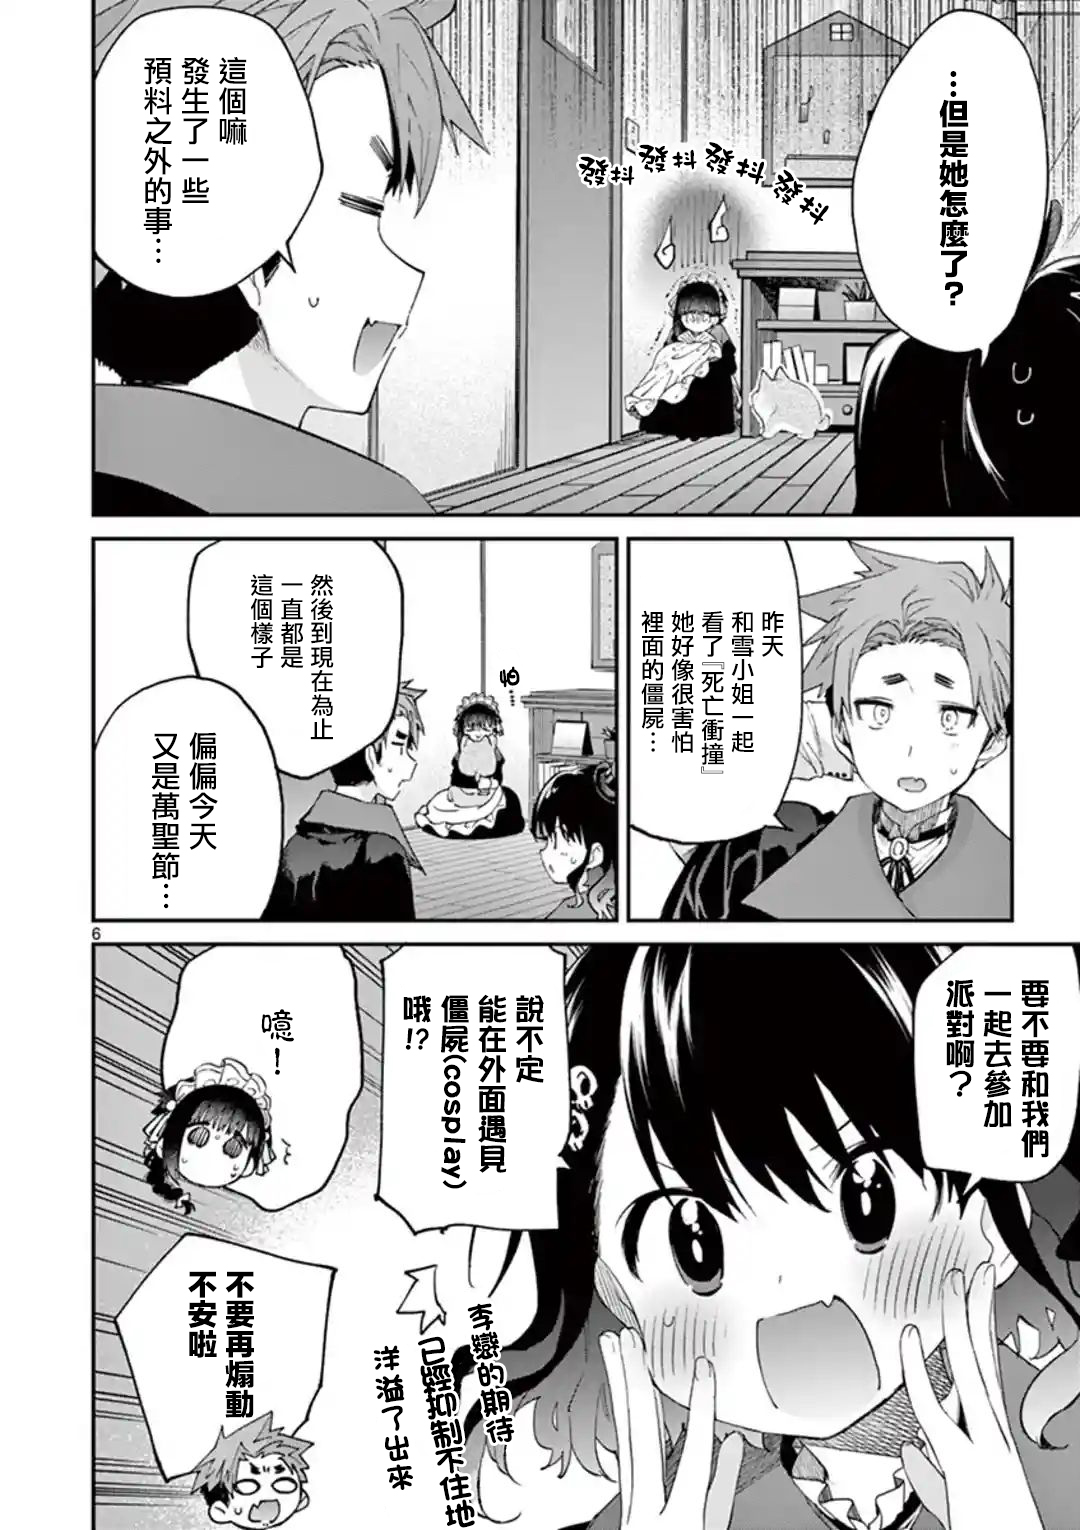 …但是她怎麼了?
發抖發抖發抖發抖
這個嘛
發生了一些
預料之外的事…
昨天
和雪小姐一起
看了『死亡衝撞』
她好像很害怕
裡面的僵屍…
怕…
然後到現在為止
一直都是
這個樣子
偏偏今天
又是萬聖節…
6
要不要和我們
一起去參加
派對啊?
說不定
能在外面遇見
僵屍(cosplay)
哦!?
李戀的期待
已經抑制不住地
洋溢~出來
噫!
不要再煽動
不安啦